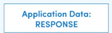 Application Data:
RESPONSE